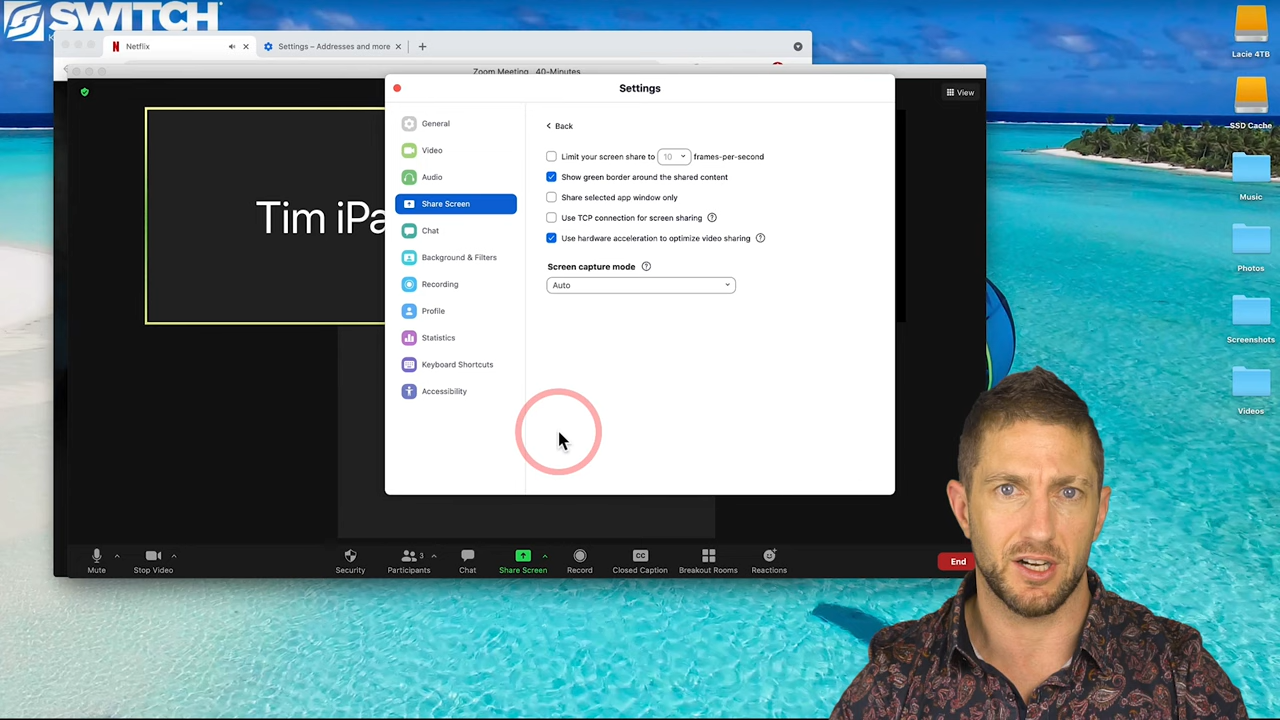 SWITCH
Netflix
Settings – Addresses and more
Zoom Meeting 40-Minutes
Settings
View
Lacie 4TB
SSD Cache
Music
Photos
Screenshots
Videos
Tim iPa
General
Video
Audio
Share Screen
Chat
Background & Filters
Recording
Profile
Statistics
Keyboard Shortcuts
Accessibility
Back
Limit your screen share to 10 frames-per-second
Show green border around the shared content
Share selected app window only
Use TCP connection for screen sharing ?
Use hardware acceleration to optimize video sharing ?
Screen capture mode ?
Auto
Mute
Stop Video
Security
Participants 3
Chat
Share Screen
Record
CC
Closed Caption
Breakout Rooms
Reactions
End